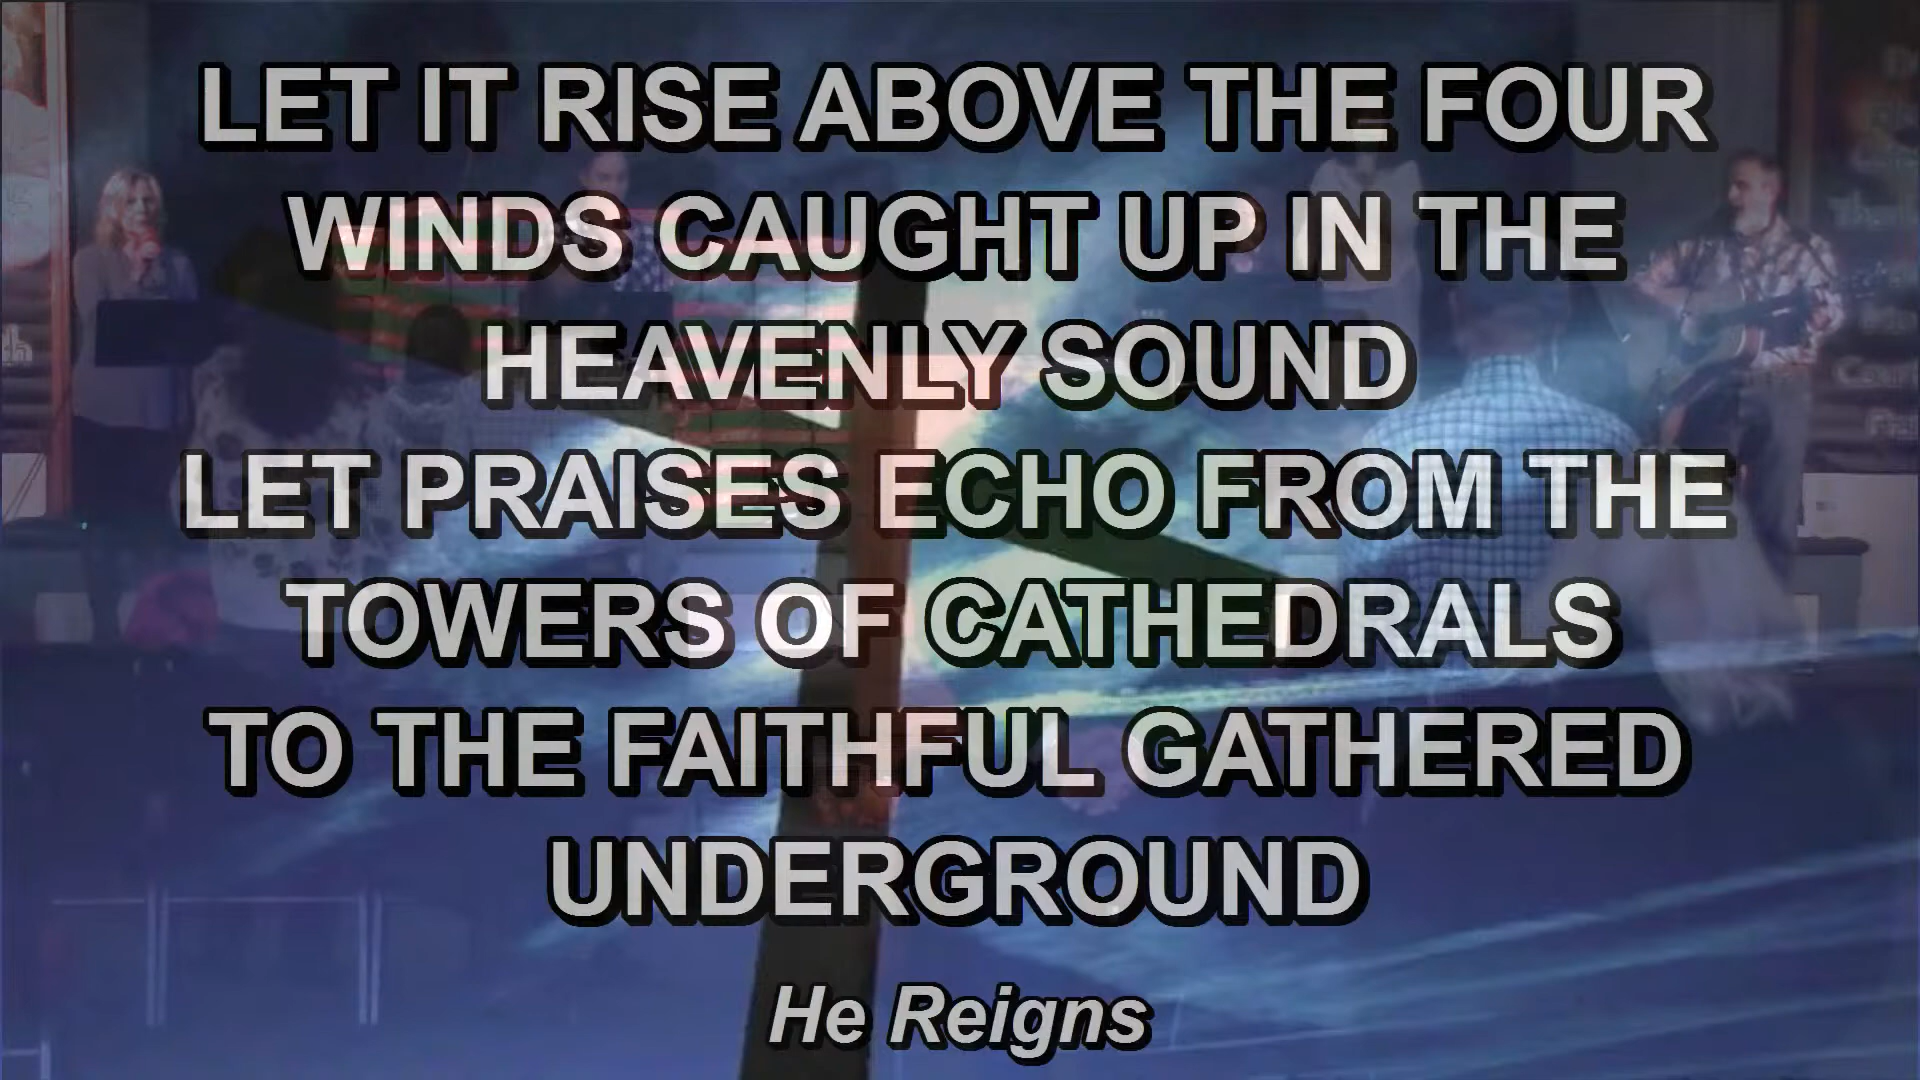 LET IT RISE ABOVE THE FOUR
WINDS CAUGHT UP IN THE
HEAVENLY SOUND
LET PRAISES ECHO FROM THE
TOWERS OF CATHEDRALS
TO THE FAITHFUL GATHERED
UNDERGROUND
He Reigns